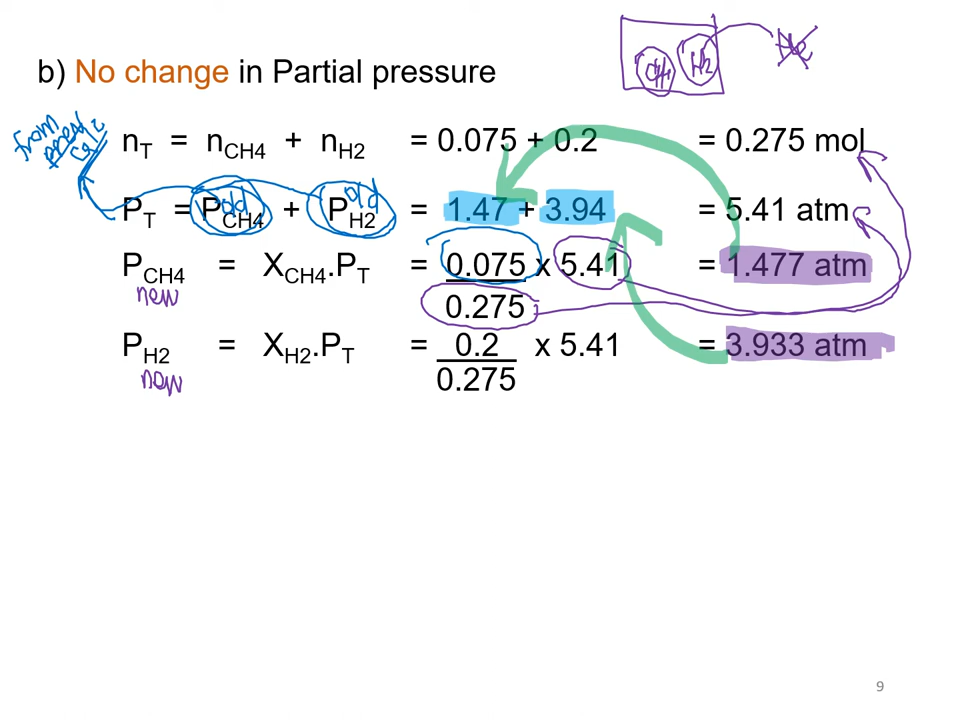 CH4 H2 He
b) No change in Partial pressure
from prev calc
nT = nCH4 + nH2 = 0.075 + 0.2 = 0.275 mol
old old
PT = PCH4 + PH2 = 1.47 + 3.94 = 5.41 atm
PCH4 = XCH4.PT = 0.075 x 5.41 = 1.477 atm
new 0.275
PH2 = XH2.PT = 0.2 x 5.41 = 3.933 atm
new 0.275
9